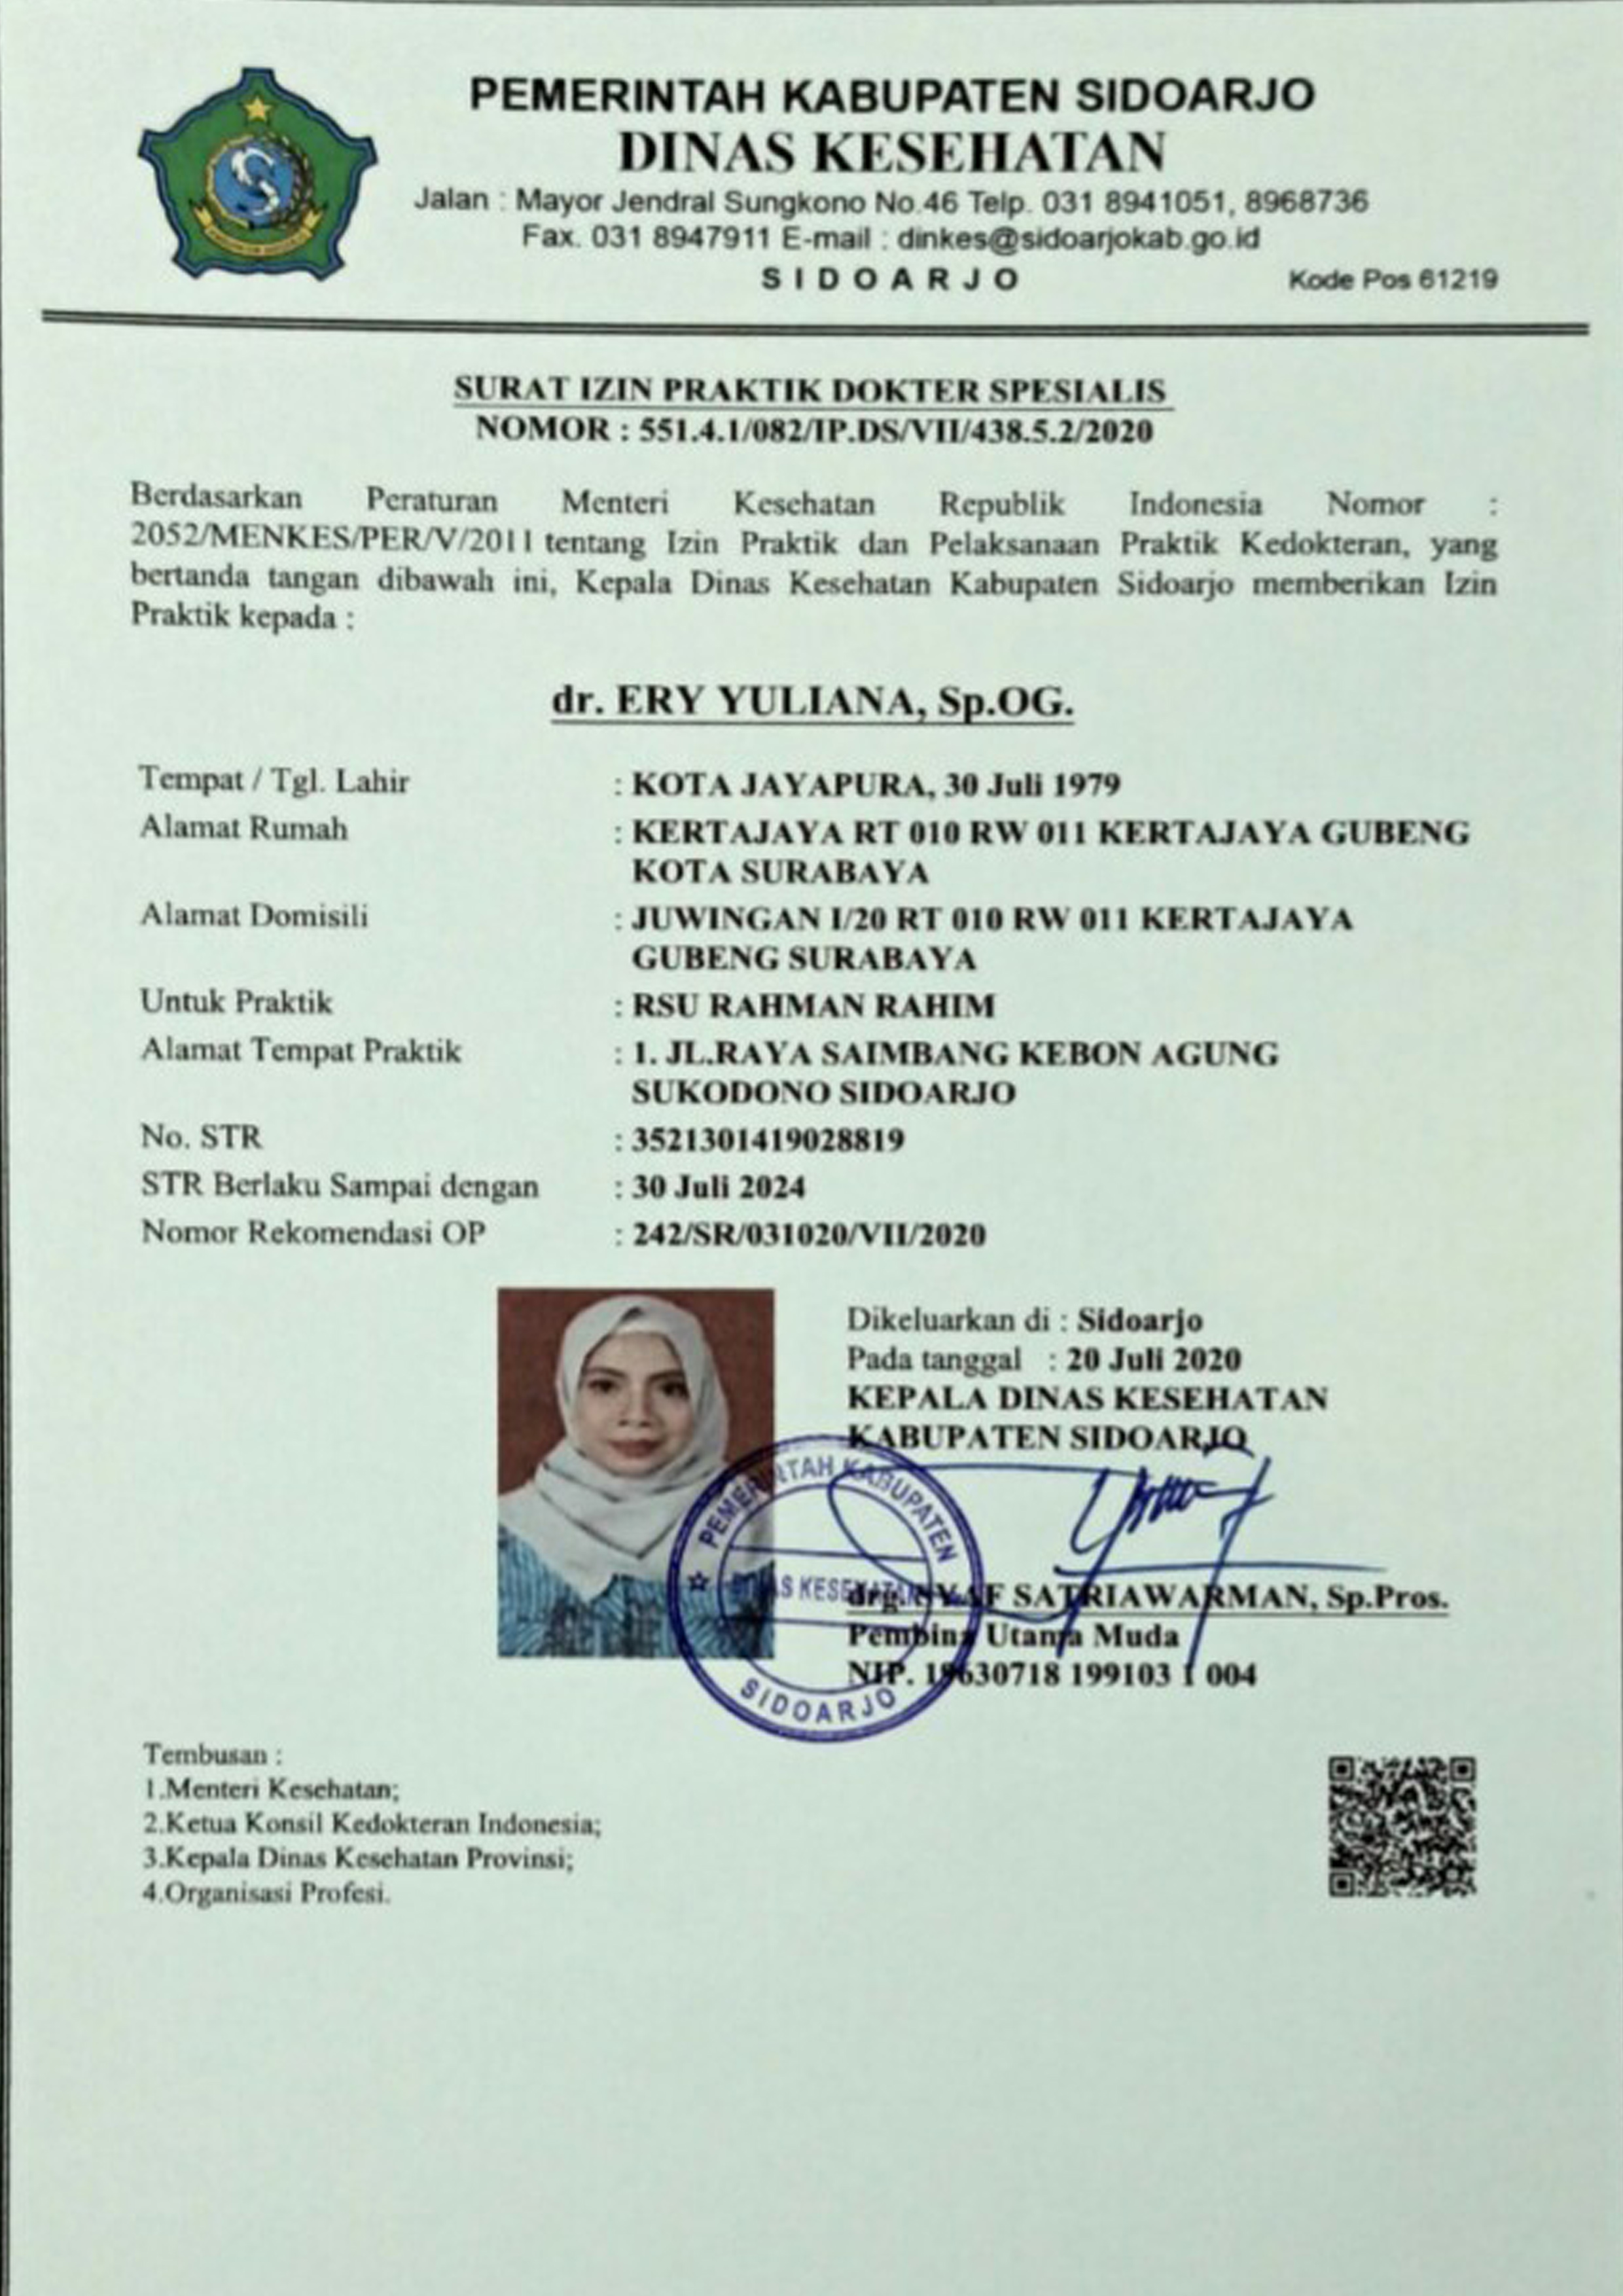 PEMERINTAH KABUPATEN SIDOARJO
DINAS KESEHATAN
Jalan : Mayor Jendral Sungkono No.46 Telp. 031 8941051, 8968736
Fax. 031 8947911 E-mail : dinkes@sidoarjokab.go.id
SIDOARJO
Kode Pos 61219
SURAT IZIN PRAKTIK DOKTER SPESIALIS
NOMOR : 551.4.1/082/IP.DS/VII/438.5.2/2020
Berdasarkan Peraturan Menteri Kesehatan Republik Indonesia Nomor :
2052/MENKES/PER/V/2011 tentang Izin Praktik dan Pelaksanaan Praktik Kedokteran, yang
bertanda tangan dibawah ini, Kepala Dinas Kesehatan Kabupaten Sidoarjo memberikan Izin
Praktik kepada :
dr. ERY YULIANA, Sp.OG.
Tempat / Tgl. Lahir : KOTA JAYAPURA, 30 Juli 1979
Alamat Rumah : KERTAJAYA RT 010 RW 011 KERTAJAYA GUBENG
KOTA SURABAYA
Alamat Domisili : JUWINGAN I/20 RT 010 RW 011 KERTAJAYA
GUBENG SURABAYA
Untuk Praktik : RSU RAHMAN RAHIM
Alamat Tempat Praktik : 1. JL.RAYA SAIMBANG KEBON AGUNG
SUKODONO SIDOARJO
No. STR : 3521301419028819
STR Berlaku Sampai dengan : 30 Juli 2024
Nomor Rekomendasi OP : 242/SR/031020/VII/2020
Dikeluarkan di : Sidoarjo
Pada tanggal : 20 Juli 2020
KEPALA DINAS KESEHATAN
KABUPATEN SIDOARJO
PEMERINTAH KABUPATEN
DINAS KESEHATAN
SIDOARJO
drg. SATRIAWARMAN, Sp.Pros.
Pembina Utama Muda
NIP. 19630718 199103 1 004
Tembusan :
1.Menteri Kesehatan;
2.Ketua Konsil Kedokteran Indonesia;
3.Kepala Dinas Kesehatan Provinsi;
4.Organisasi Profesi.